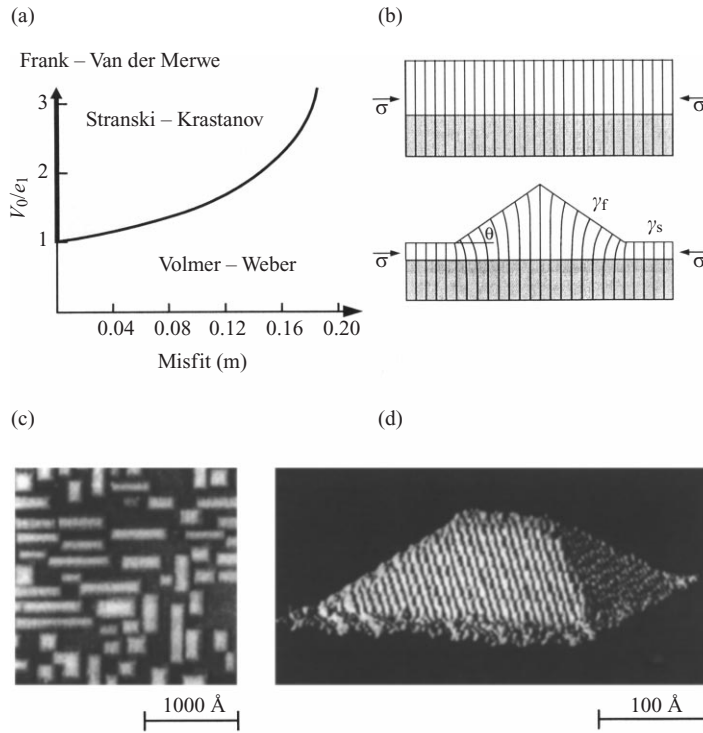 (a)
Frank – Van der Merwe
3
Stranski – Krastanov
2
V₀/e₁
1
Volmer – Weber
0.04 0.08 0.12 0.16 0.20
Misfit (m)
(b)
σ σ
γf
θ
γs
σ σ
(c)
1000 Å
(d)
100 Å